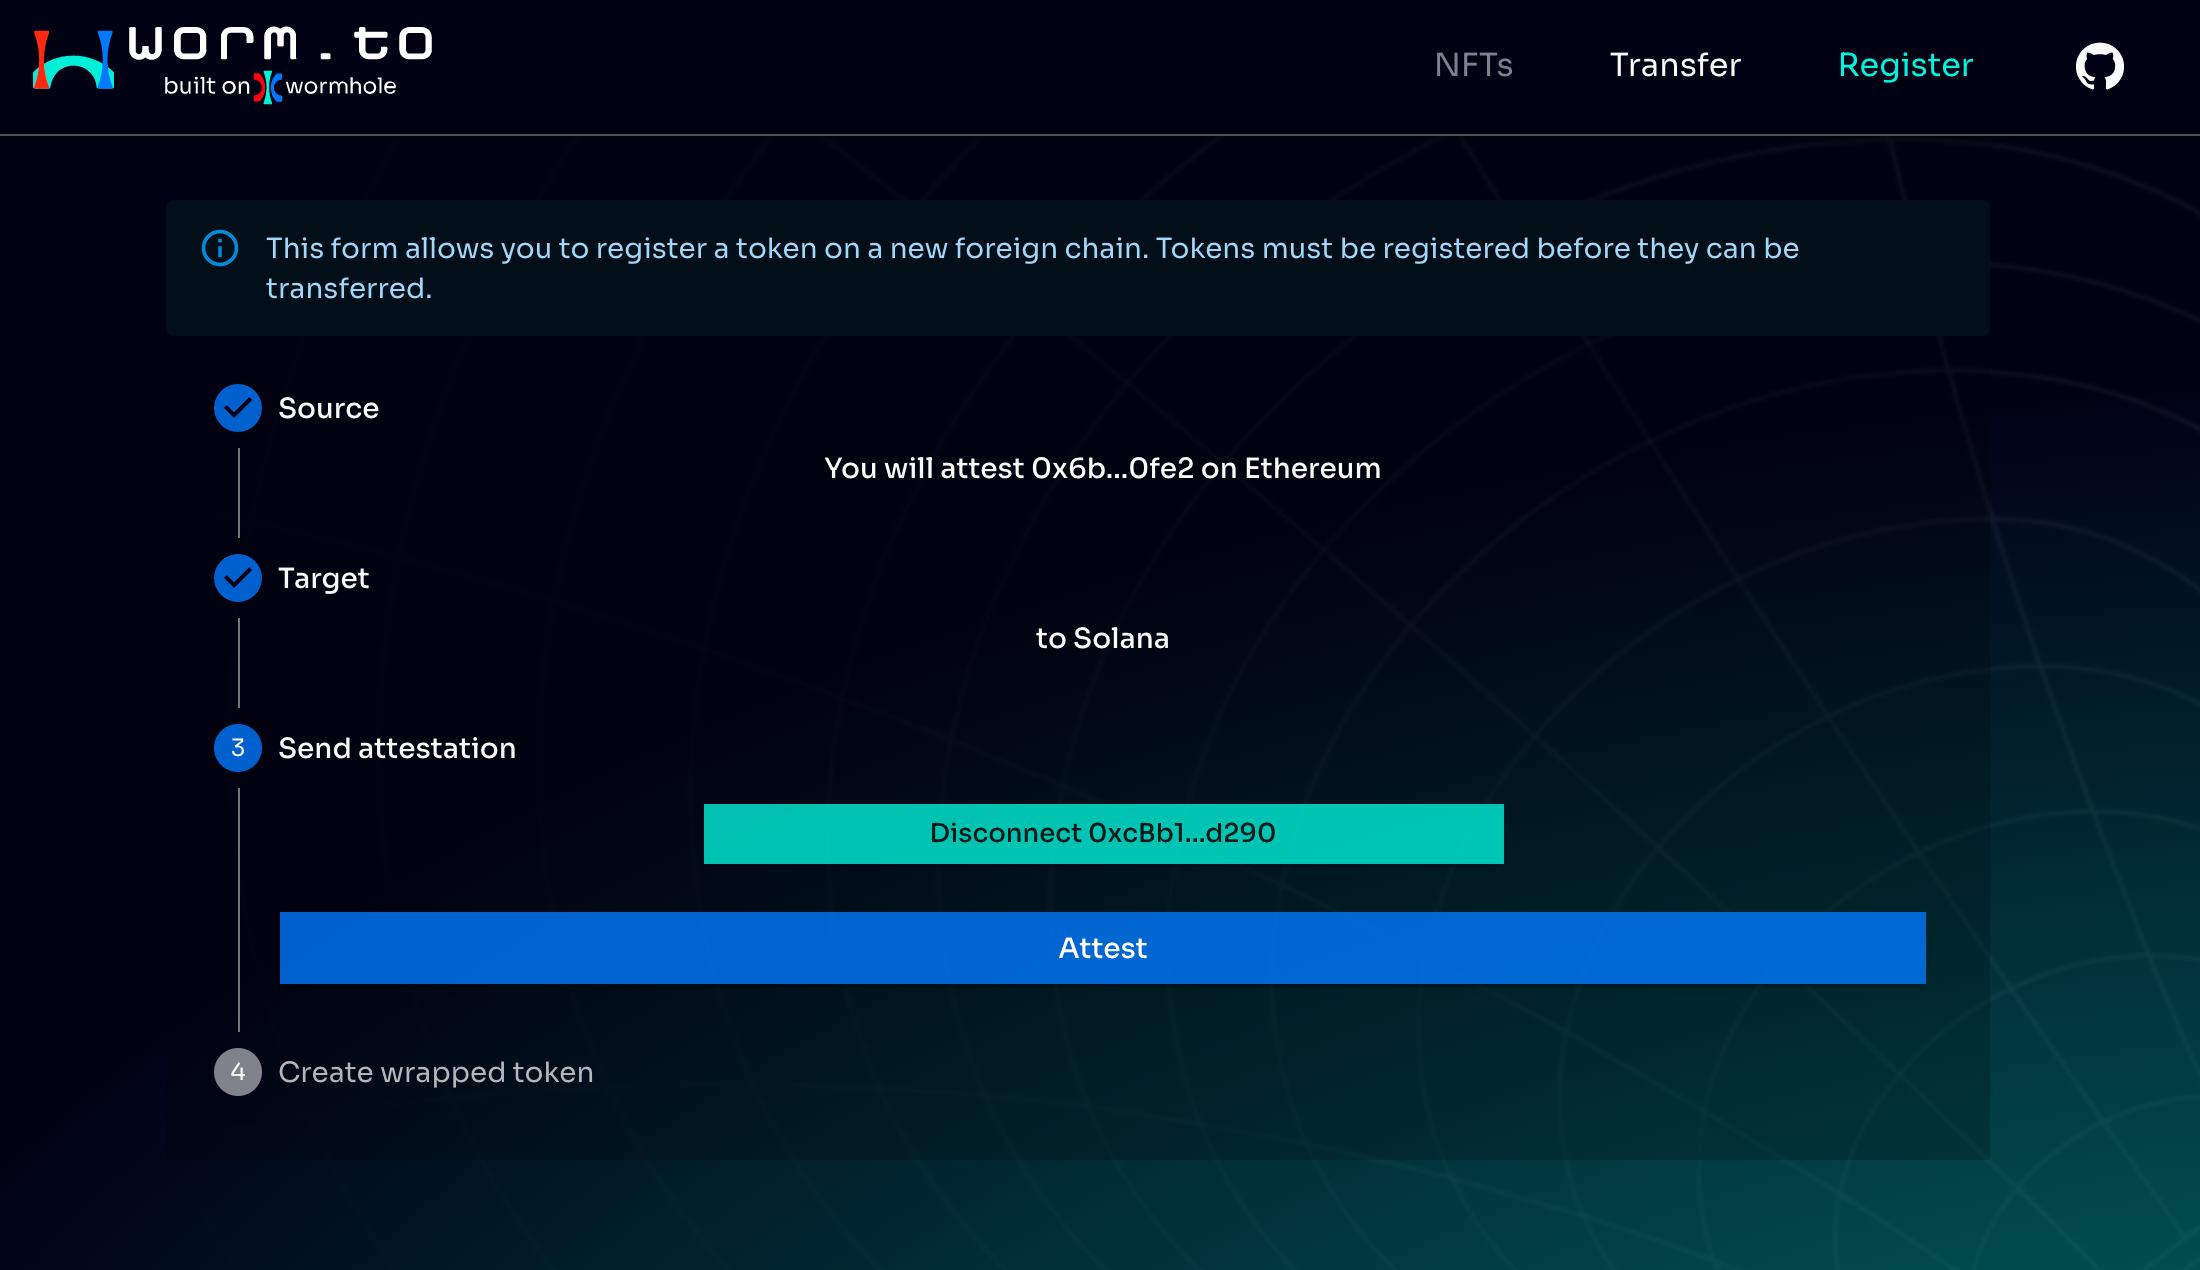 worm.to
built on wormhole
NFTs
Transfer
Register
This form allows you to register a token on a new foreign chain. Tokens must be registered before they can be
transferred.
Source
You will attest 0x6b...0fe2 on Ethereum
Target
to Solana
3 Send attestation
Disconnect 0xcBb1...d290
Attest
4 Create wrapped token